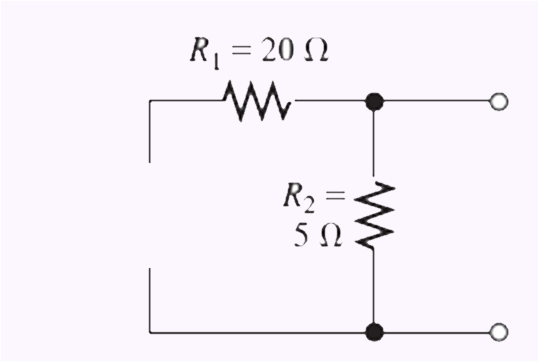 R₁ = 20 Ω
R₂ =
5 Ω